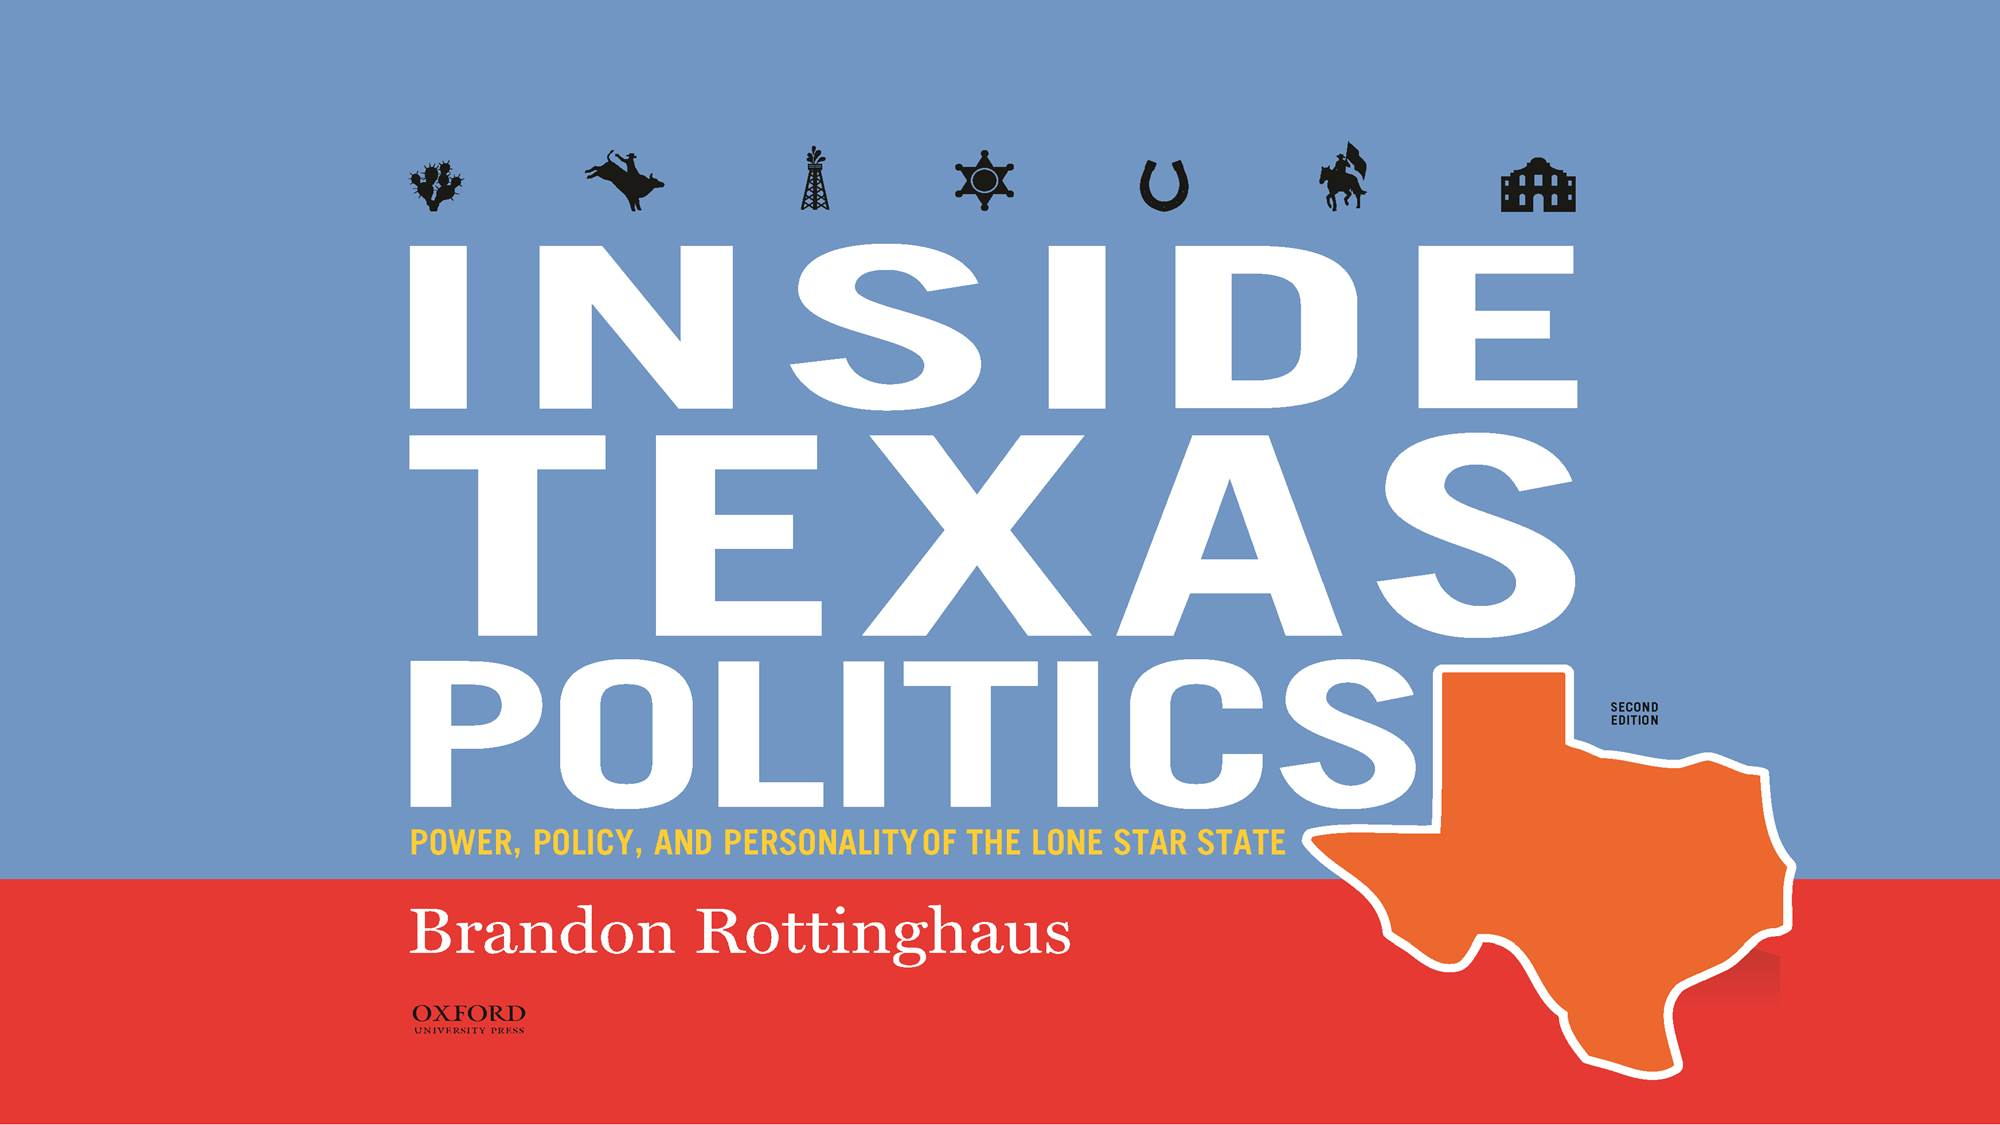 INSIDE
TEXAS
POLITICS
SECOND
EDITION
POWER, POLICY, AND PERSONALITY OF THE LONE STAR STATE
Brandon Rottinghaus
OXFORD
UNIVERSITY PRESS